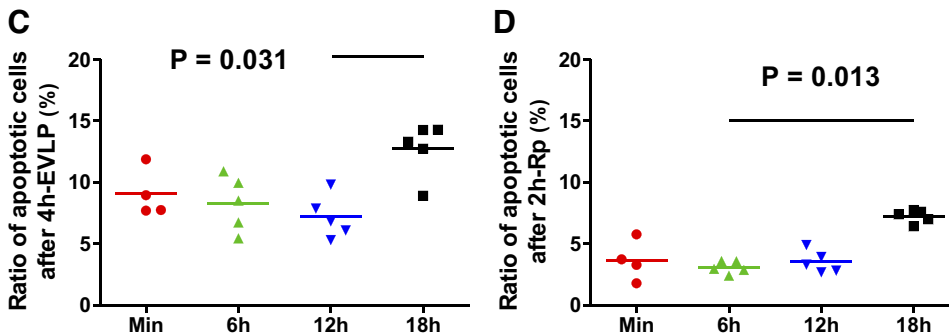 C
Ratio of apoptotic cells
after 4h-EVLP (%)
20
15
10
5
0
P = 0.031
Min 6h 12h 18h
D
Ratio of apoptotic cells
after 2h-Rp (%)
20
15
10
5
0
P = 0.013
Min 6h 12h 18h